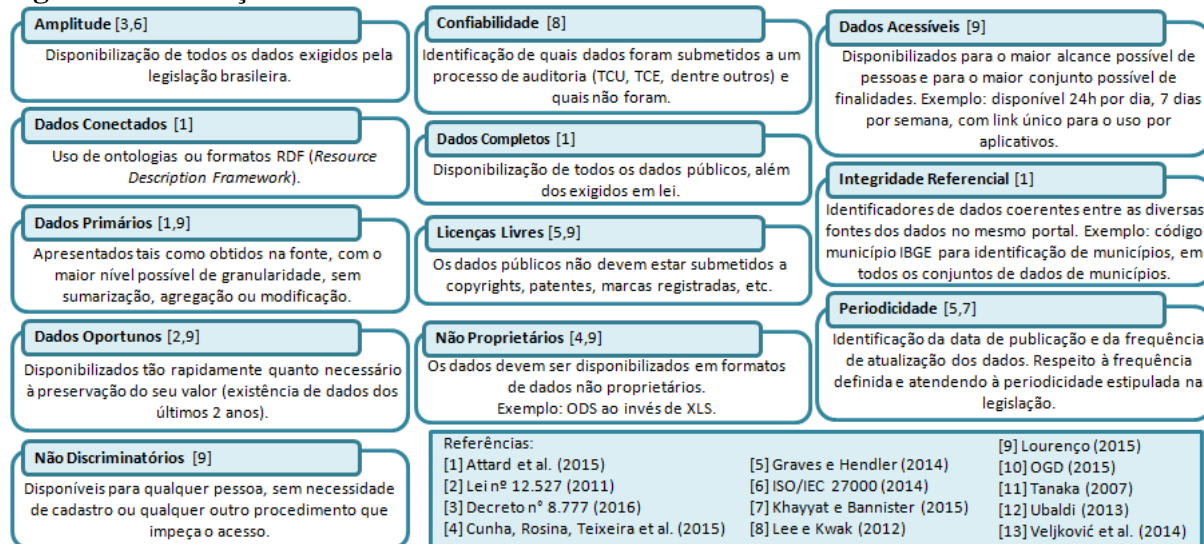 Amplitude [3,6]
Disponibilização de todos os dados exigidos pela
legislação brasileira.
Dados Conectados [1]
Uso de ontologias ou formatos RDF (Resource
Description Framework).
Dados Primários [1,9]
Apresentados tais como obtidos na fonte, com o
maior nível possível de granularidade, sem
sumarização, agregação ou modificação.
Dados Oportunos [2,9]
Disponibilizados tão rapidamente quanto necessário
à preservação do seu valor (existência de dados dos
últimos 2 anos).
Não Discriminatórios [9]
Disponíveis para qualquer pessoa, sem necessidade
de cadastro ou qualquer outro procedimento que
impeça o acesso.
Confiabilidade [8]
Identificação de quais dados foram submetidos a um
processo de auditoria (TCU, TCE, dentre outros) e
quais não foram.
Dados Completos [1]
Disponibilização de todos os dados públicos, além
dos exigidos em lei.
Licenças Livres [5,9]
Os dados públicos não devem estar submetidos a
copyrights, patentes, marcas registradas, etc.
Não Proprietários [4,9]
Os dados devem ser disponibilizados em formatos
de dados não proprietários.
Exemplo: ODS ao invés de XLS.
Dados Acessíveis [9]
Disponibilizados para o maior alcance possível de
pessoas e para o maior conjunto possível de
finalidades. Exemplo: disponível 24h por dia, 7 dias
por semana, com link único para o uso por
aplicativos.
Integridade Referencial [1]
Identificadores de dados coerentes entre as diversas
fontes dos dados no mesmo portal. Exemplo: código
município IBGE para identificação de municípios, em
todos os conjuntos de dados de municípios.
Periodicidade [5,7]
Identificação da data de publicação e da frequência
de atualização dos dados. Respeito à frequência
definida e atendendo à periodicidade estipulada na
legislação.
Referências:
[1] Attard et al. (2015)
[2] Lei nº 12.527 (2011)
[3] Decreto n° 8.777 (2016)
[4] Cunha, Rosina, Teixeira et al. (2015)
[5] Graves e Hendler (2014)
[6] ISO/IEC 27000 (2014)
[7] Khayyat e Bannister (2015)
[8] Lee e Kwak (2012)
[9] Lourenço (2015)
[10] OGD (2015)
[11] Tanaka (2007)
[12] Ubaldi (2013)
[13] Veljković et al. (2014)